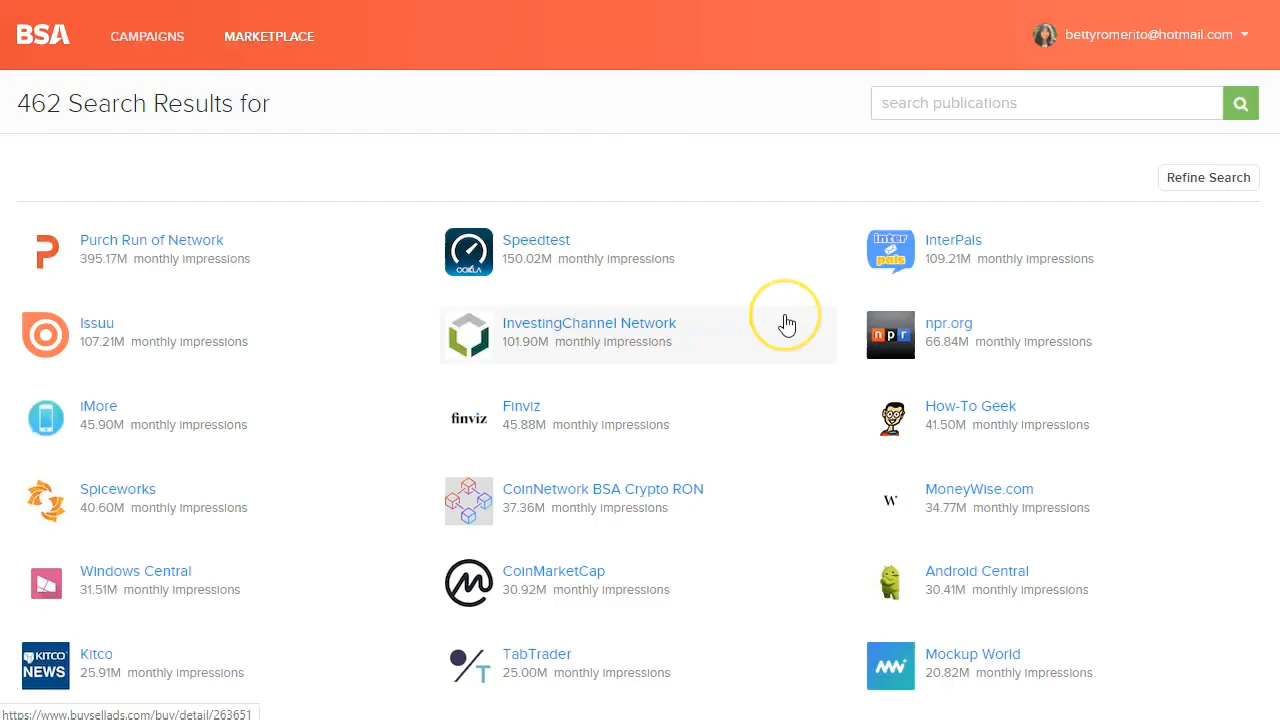 BSA CAMPAIGNS MARKETPLACE bettyromerito@hotmail.com
462 Search Results for search publications
Refine Search
Purch Run of Network
395.17M monthly impressions
OOKLA
Speedtest
150.02M monthly impressions
inter pals
InterPals
109.21M monthly impressions
Issuu
107.21M monthly impressions
InvestingChannel Network
101.90M monthly impressions
npr
npr.org
66.84M monthly impressions
iMore
45.90M monthly impressions
finviz
Finviz
45.88M monthly impressions
How-To Geek
41.50M monthly impressions
Spiceworks
40.60M monthly impressions
CoinNetwork BSA Crypto RON
37.36M monthly impressions
W
MoneyWise.com
34.77M monthly impressions
Windows Central
31.51M monthly impressions
CoinMarketCap
30.92M monthly impressions
Android Central
30.41M monthly impressions
KITCO
NEWS
Kitco
25.91M monthly impressions
T
TabTrader
25.00M monthly impressions
Mockup World
20.82M monthly impressions
https://www.buysellads.com/buy/detail/263651